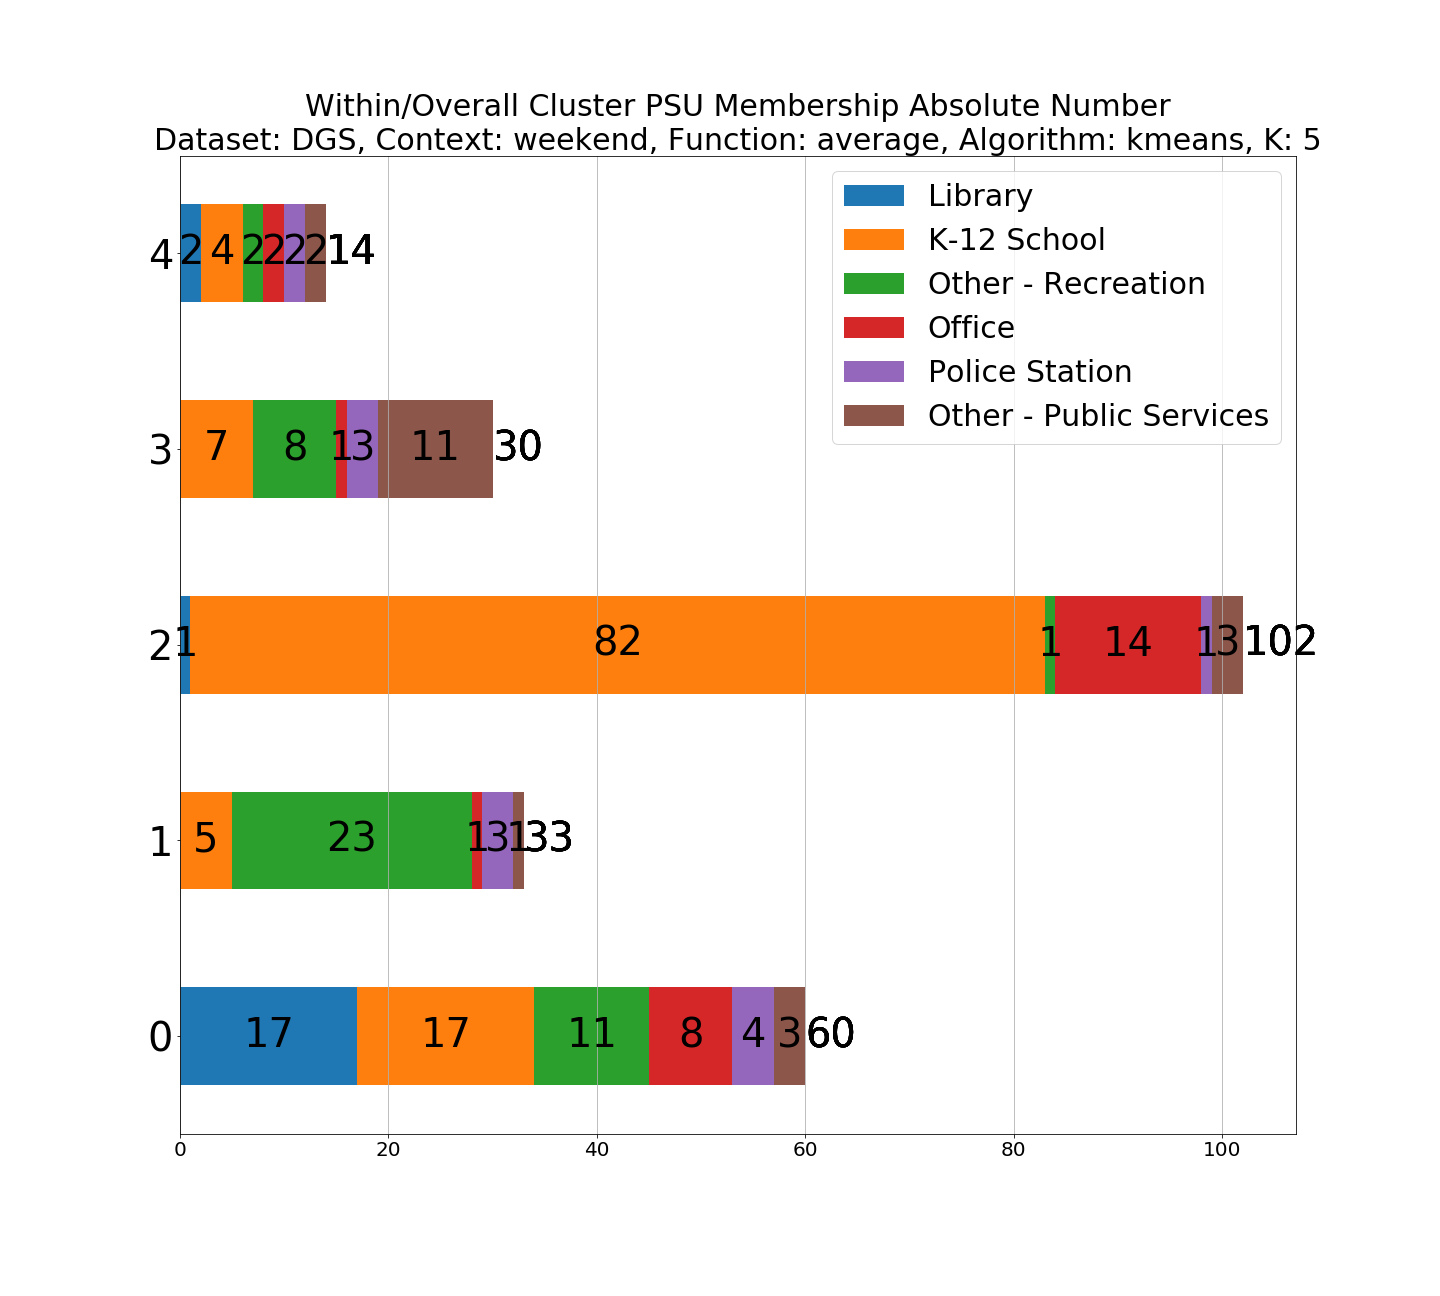 Within/Overall Cluster PSU Membership Absolute Number
Dataset: DGS, Context: weekend, Function: average, Algorithm: kmeans, K: 5
Library
K-12 School
Other - Recreation
Office
Police Station
Other - Public Services
4 2 4 2 2 2 2 14
3 7 8 1 3 11 30
2 1 82 1 14 1 3 102
1 5 23 1 3 1 33
0 17 17 11 8 4 3 60
0 20 40 60 80 100